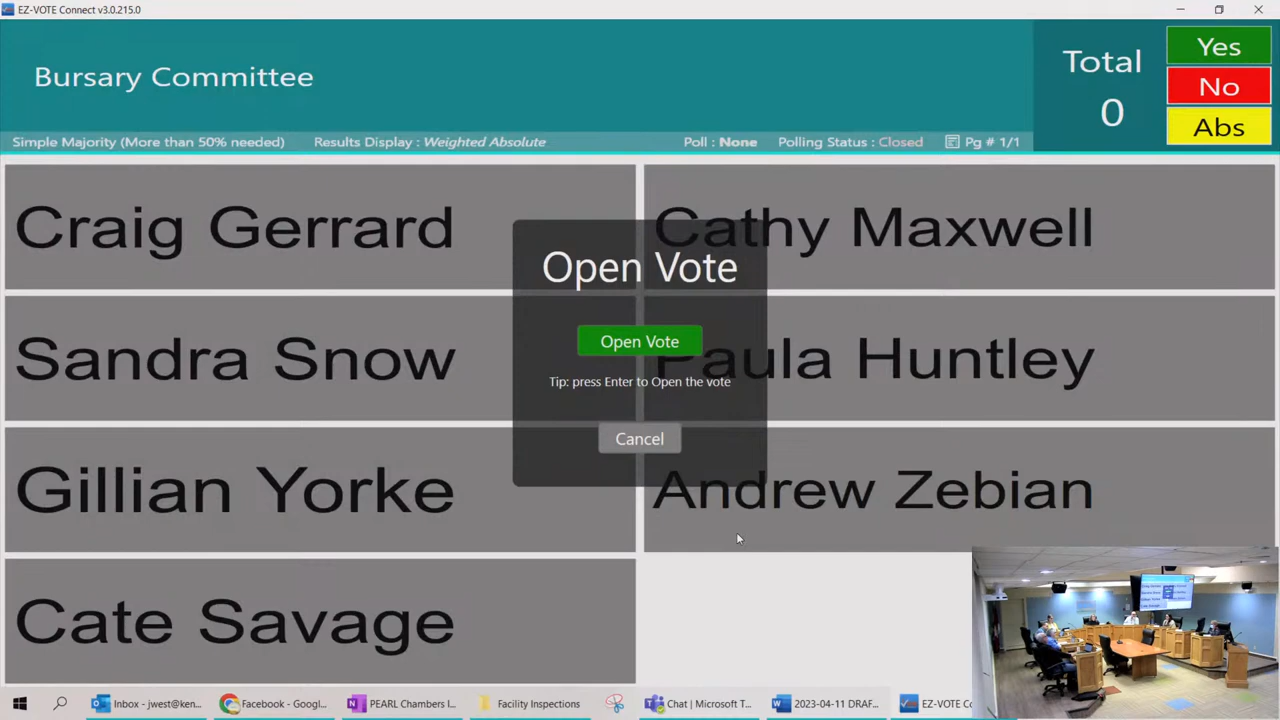 EZ-VOTE Connect v3.0.215.0
Bursary Committee
Total
0
Yes
No
Abs
Simple Majority (More than 50% needed) Results Display : Weighted Absolute Poll : None Polling Status : Closed Pg # 1/1
Craig Gerrard
Cathy Maxwell
Sandra Snow
Paula Huntley
Gillian Yorke
Andrew Zebian
Cate Savage
Open Vote
Open Vote
Tip: press Enter to Open the vote
Cancel
Inbox - jwest@ken... Facebook - Googl... PEARL Chambers I... Facility Inspections Chat | Microsoft T... 2023-04-11 DRAF... EZ-VOTE Co